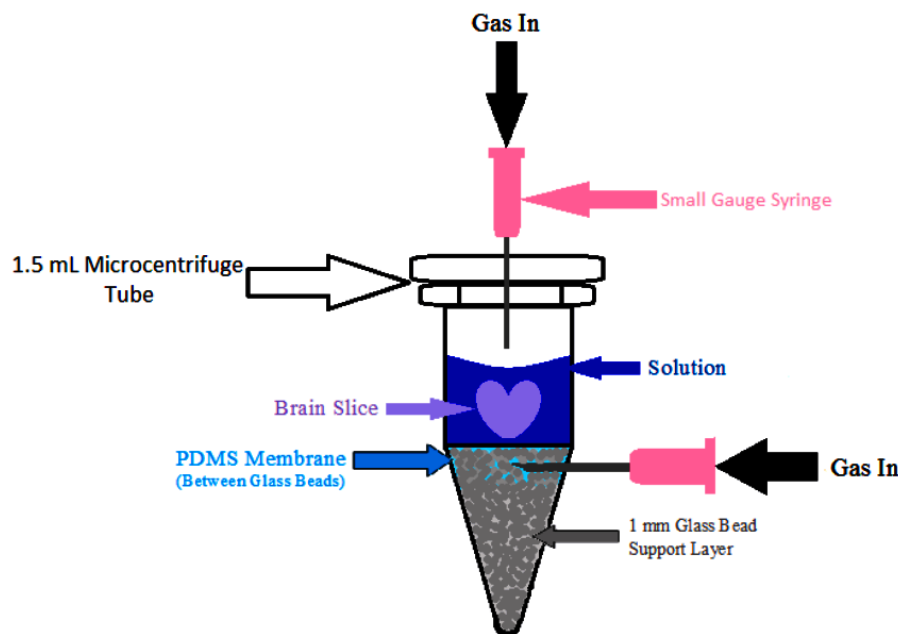 Gas In
Small Gauge Syringe
1.5 mL Microcentrifuge
Tube
Solution
Brain Slice
PDMS Membrane
(Between Glass Beads)
Gas In
1 mm Glass Bead
Support Layer